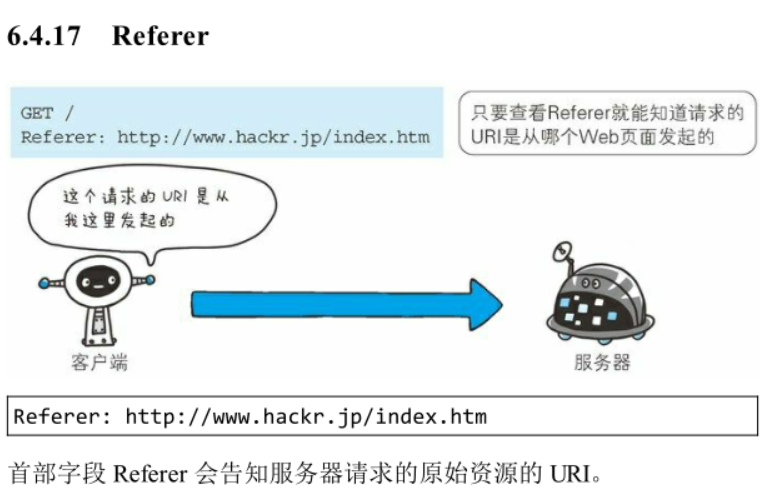 6.4.17 Referer
GET /
Referer: http://www.hackr.jp/index.htm
只要查看Referer就能知道请求的
URI是从哪个Web页面发起的
这个请求的 URI 是从
我这里发起的
客户端
服务器
Referer: http://www.hackr.jp/index.htm
首部字段 Referer 会告知服务器请求的原始资源的 URI。